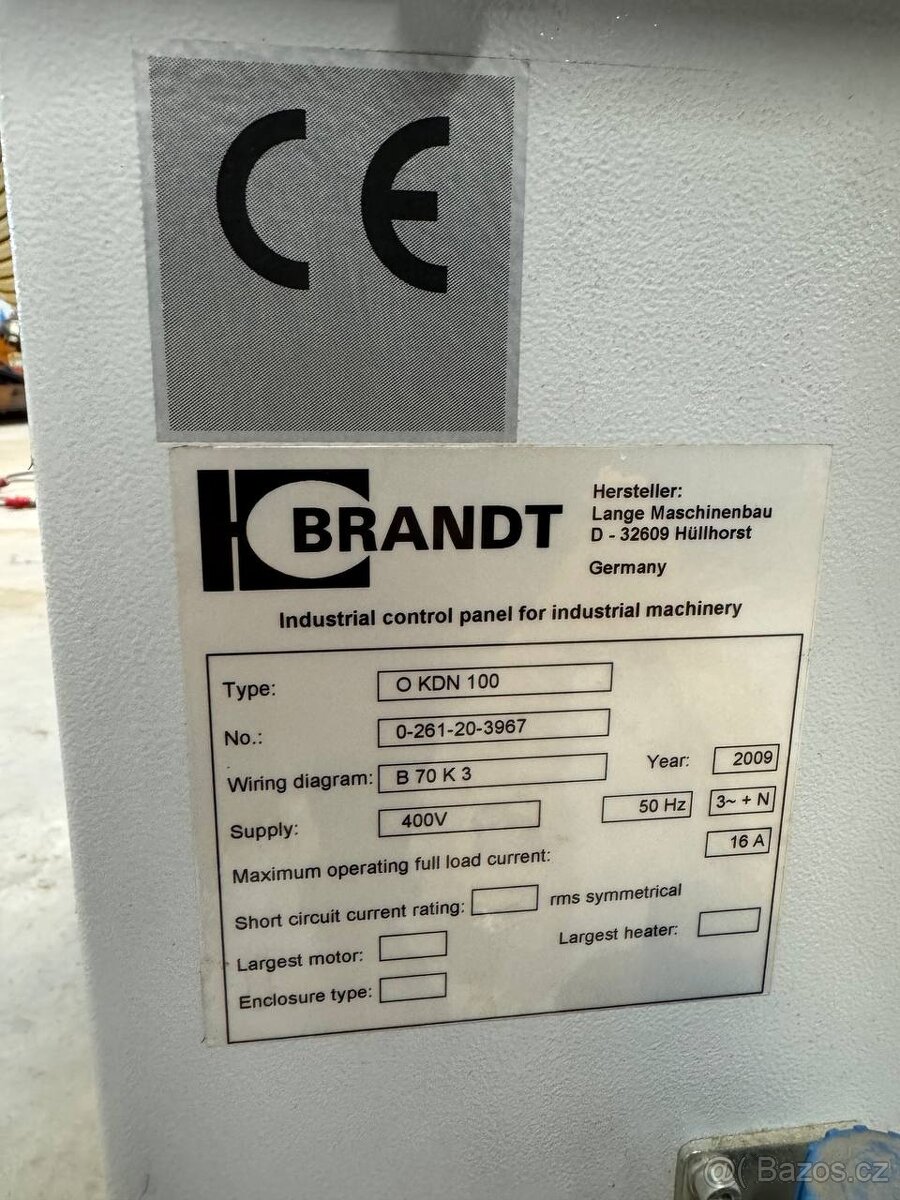 CE
BRANDT
Hersteller:
Lange Maschinenbau
D - 32609 Hüllhorst
Germany
Industrial control panel for industrial machinery
Type: O KDN 100
No.: 0-261-20-3967
Wiring diagram: B 70 K 3 Year: 2009
Supply: 400V 50 Hz 3~ + N
Maximum operating full load current: 16 A
Short circuit current rating: rms symmetrical
Largest motor: Largest heater:
Enclosure type:
@( Bazos.cz